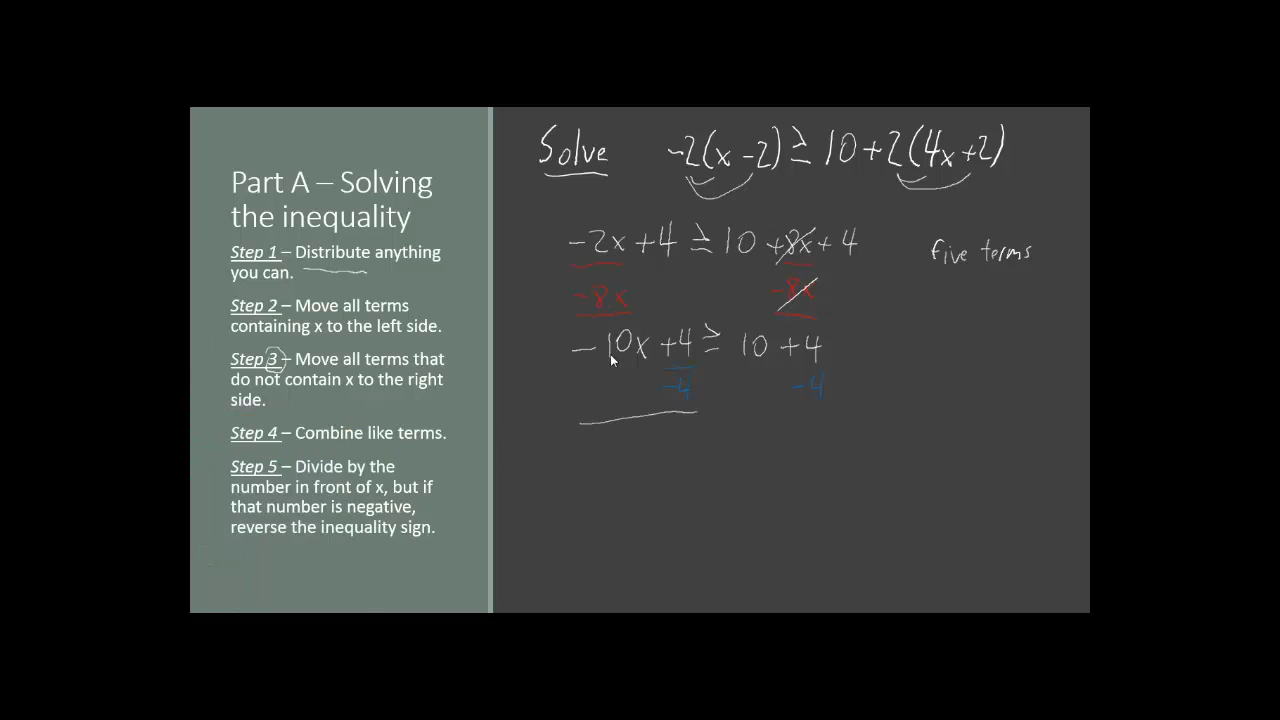 Part A – Solving
the inequality
Step 1 – Distribute anything
you can.
Step 2 – Move all terms
containing x to the left side.
Step 3 – Move all terms that
do not contain x to the right
side.
Step 4 – Combine like terms.
Step 5 – Divide by the
number in front of x, but if
that number is negative,
reverse the inequality sign.
Solve -2(x-2) ≥ 10+2(4x+2)
-2x+4 ≥ 10+8x+4
five terms
-8x -8x
-10x+4 ≥ 10+4
-4 -4